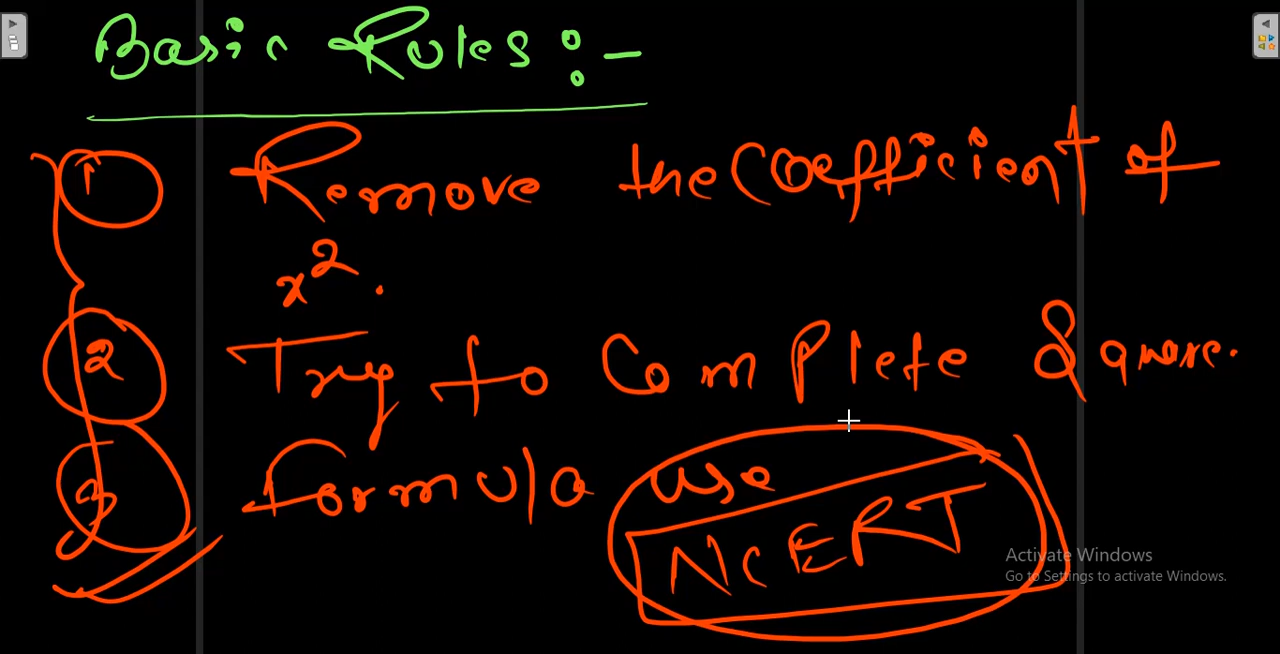 Basic Rules :-
1 Remove the Coefficient of
x².
2 Try to Complete Square.
3 Formula use
NCERT
Activate Windows
Go to Settings to activate Windows.